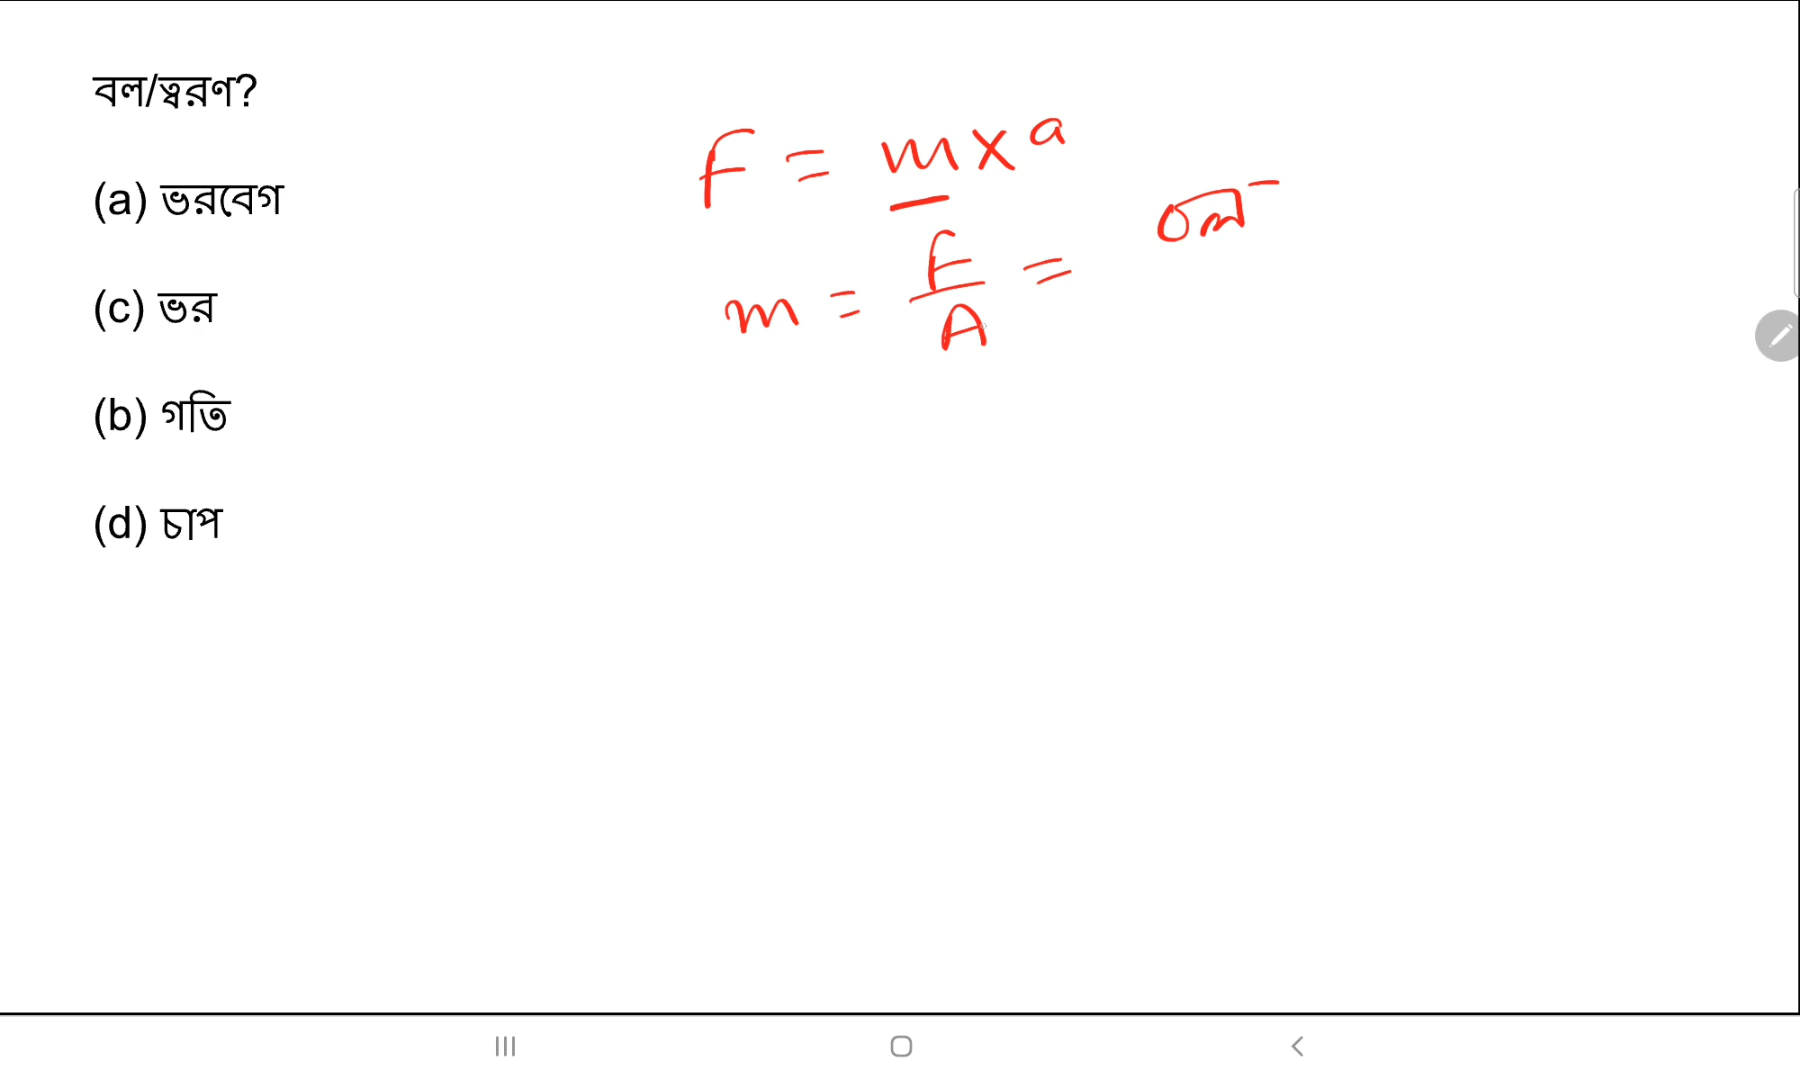 বল/ত্বরণ?
(a) ভরবেগ
(c) ভর
(b) গতি
(d) চাপ
F = m x a
m = F/A =